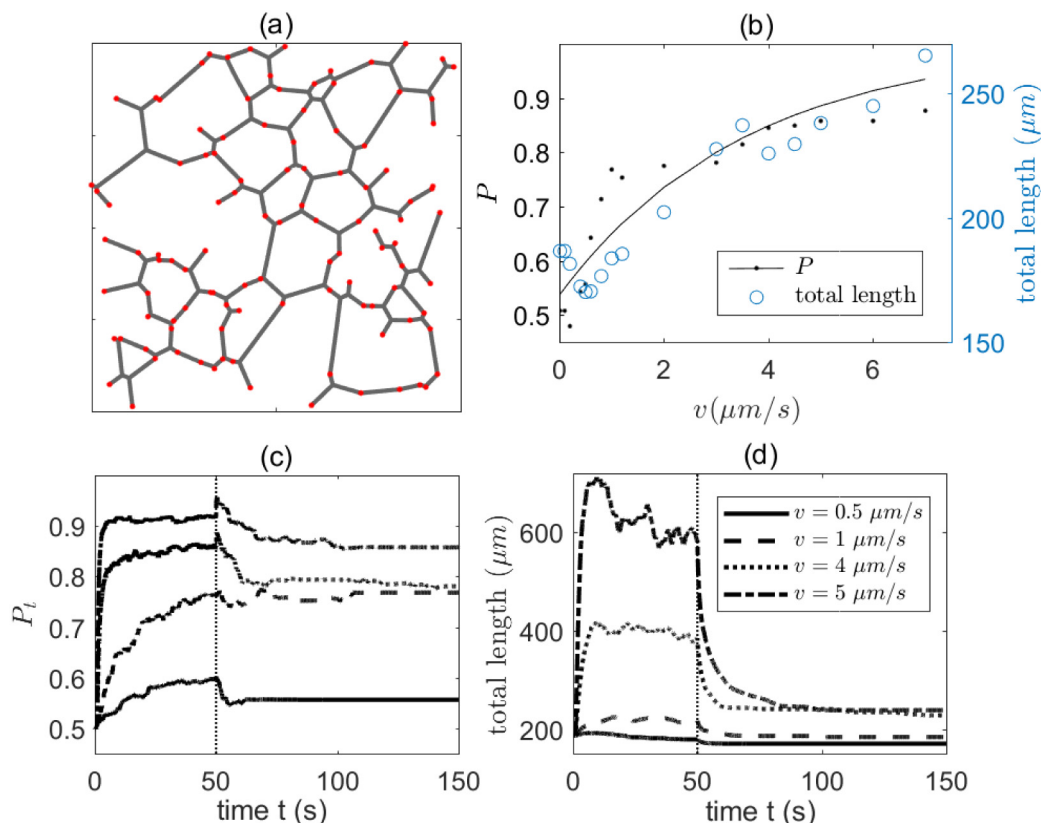 (a)
(b)
P
0.9
0.8
0.7
0.6
0.5
0
2
4
6
v(μm/s)
250
200
150
total length (μm)
P
total length
(c)
P_t
0.9
0.8
0.7
0.6
0.5
0
50
100
150
time t (s)
(d)
total length (μm)
600
400
200
0
50
100
150
time t (s)
v = 0.5 μm/s
v = 1 μm/s
v = 4 μm/s
v = 5 μm/s